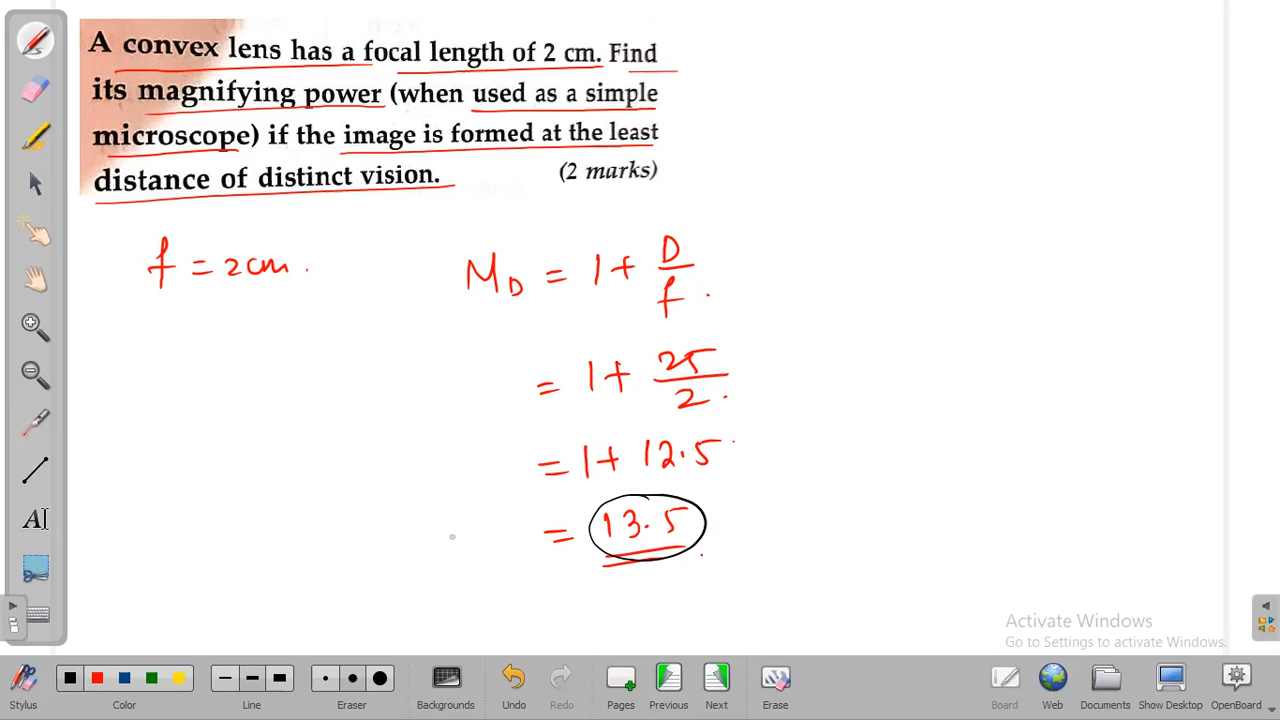 A convex lens has a focal length of 2 cm. Find
its magnifying power (when used as a simple
microscope) if the image is formed at the least
distance of distinct vision. (2 marks)
f = 2cm.
M_D = 1 + D/f.
= 1 + 25/2.
= 1 + 12.5
= 13.5
A
Activate Windows
Go to Settings to activate Windows.
Stylus Color Line Eraser Backgrounds Undo Redo Pages Previous Next Erase Board Web Documents Show Desktop OpenBoard